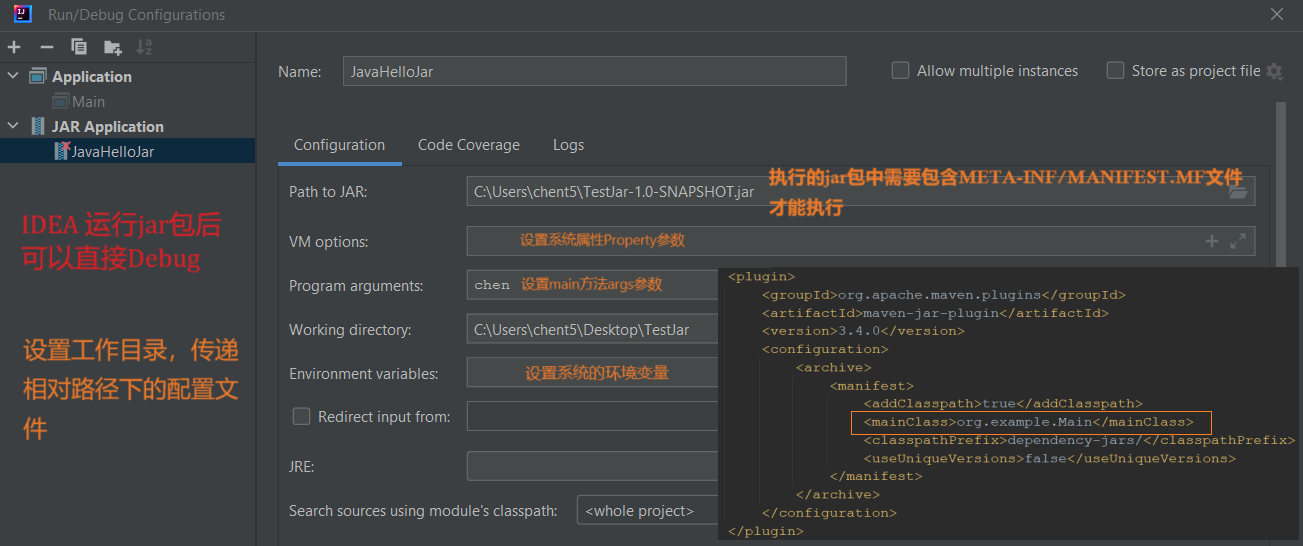 Run/Debug Configurations
Application
Main
JAR Application
JavaHelloJar
IDEA 运行jar包后
可以直接Debug
设置工作目录，传递
相对路径下的配置文
件
Name:
JavaHelloJar
Allow multiple instances
Store as project file
Configuration
Code Coverage
Logs
Path to JAR:
C:\Users\chent5\TestJar-1.0-SNAPSHOT.jar
执行的jar包中需要包含META-INF/MANIFEST.MF文件
才能执行
VM options:
设置系统属性Property参数
Program arguments:
chen
设置main方法args参数
Working directory:
C:\Users\chent5\Desktop\TestJar
Environment variables:
设置系统的环境变量
Redirect input from:
JRE:
Search sources using module's classpath:
<whole project>
<plugin>
<groupId>org.apache.maven.plugins</groupId>
<artifactId>maven-jar-plugin</artifactId>
<version>3.4.0</version>
<configuration>
<archive>
<manifest>
<addClasspath>true</addClasspath>
<mainClass>org.example.Main</mainClass>
<classpathPrefix>dependency-jars/</classpathPrefix>
<useUniqueVersions>false</useUniqueVersions>
</manifest>
</archive>
</configuration>
</plugin>